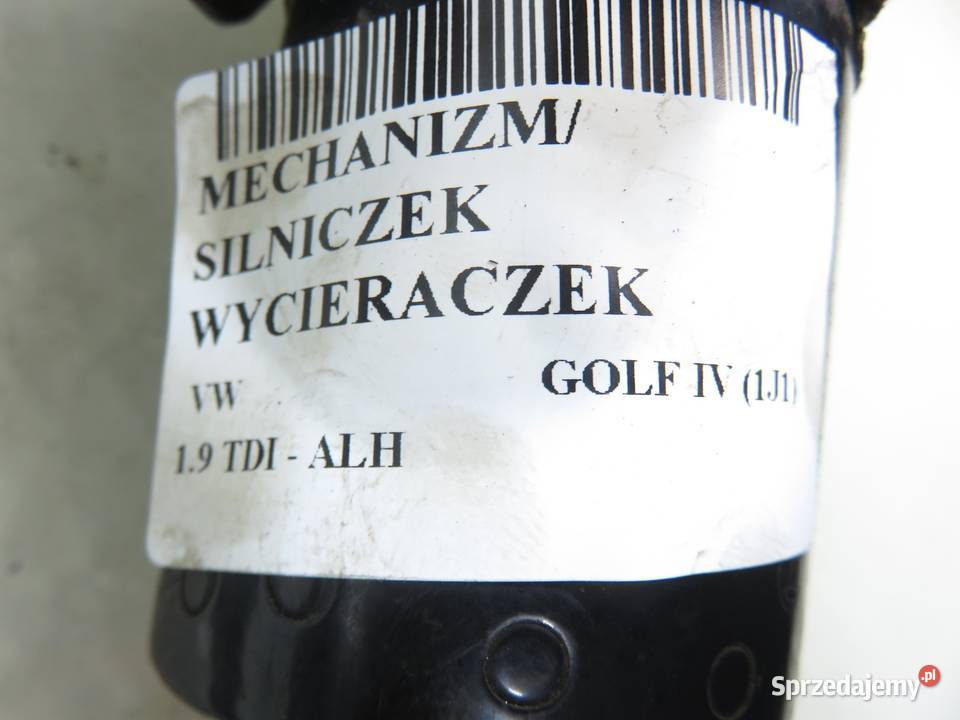 MECHANIZM/
SILNICZEK
WYCIERACZEK
VW GOLF IV (1J1)
1.9 TDI - ALH
Sprzedajemy.pl